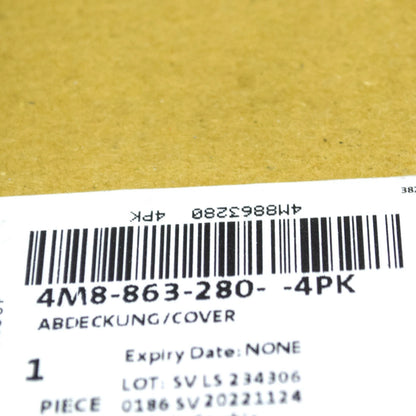 382
4M8863280 4PK
4M8-863-280- -4PK
ABDECKUNG/COVER
1
PIECE
Expiry Date: NONE
LOT: SV LS 234306
0186 SV 20221124